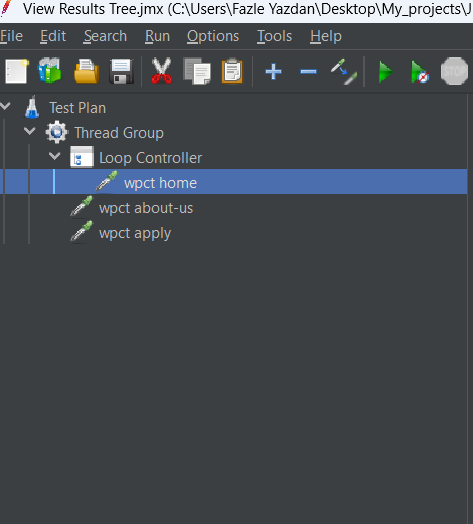 View Results Tree.jmx (C:\Users\Fazle Yazdan\Desktop\My_projects\J
File Edit Search Run Options Tools Help
STOP
Test Plan
Thread Group
Loop Controller
wpct home
wpct about-us
wpct apply